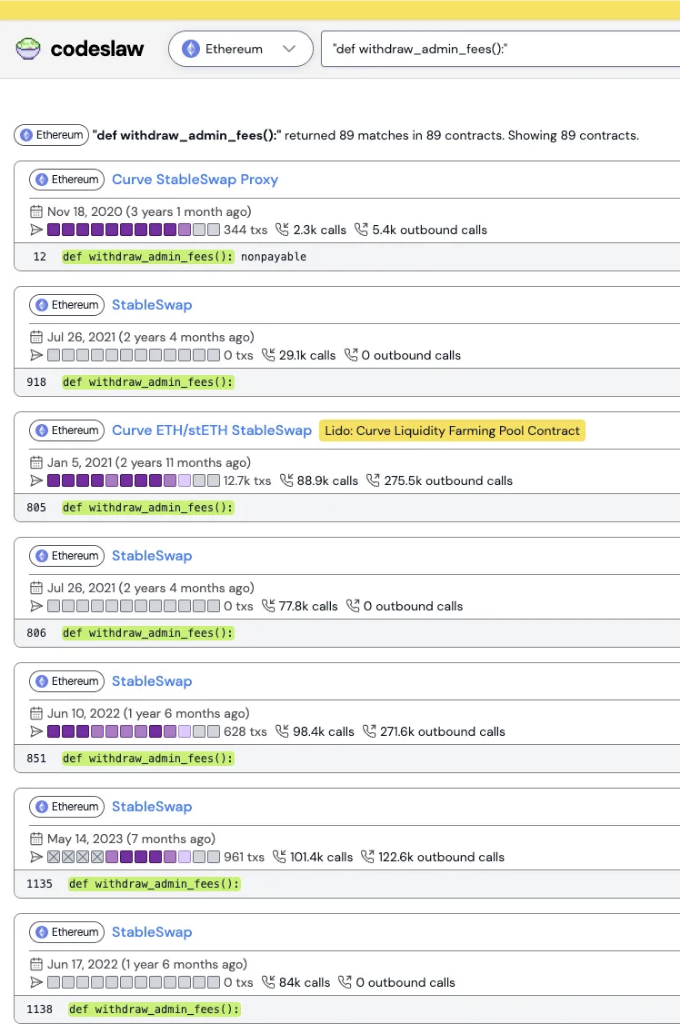 codeslaw Ethereum "def withdraw_admin_fees():"
Ethereum "def withdraw_admin_fees():" returned 89 matches in 89 contracts. Showing 89 contracts.
Ethereum Curve StableSwap Proxy
Nov 18, 2020 (3 years 1 month ago)
344 txs 2.3k calls 5.4k outbound calls
12 def withdraw_admin_fees(): nonpayable
Ethereum StableSwap
Jul 26, 2021 (2 years 4 months ago)
0 txs 29.1k calls 0 outbound calls
918 def withdraw_admin_fees():
Ethereum Curve ETH/stETH StableSwap Lido: Curve Liquidity Farming Pool Contract
Jan 5, 2021 (2 years 11 months ago)
12.7k txs 88.9k calls 275.5k outbound calls
805 def withdraw_admin_fees():
Ethereum StableSwap
Jul 26, 2021 (2 years 4 months ago)
0 txs 77.8k calls 0 outbound calls
806 def withdraw_admin_fees():
Ethereum StableSwap
Jun 10, 2022 (1 year 6 months ago)
628 txs 98.4k calls 271.6k outbound calls
851 def withdraw_admin_fees():
Ethereum StableSwap
May 14, 2023 (7 months ago)
961 txs 101.4k calls 122.6k outbound calls
1135 def withdraw_admin_fees():
Ethereum StableSwap
Jun 17, 2022 (1 year 6 months ago)
0 txs 84k calls 0 outbound calls
1138 def withdraw_admin_fees():